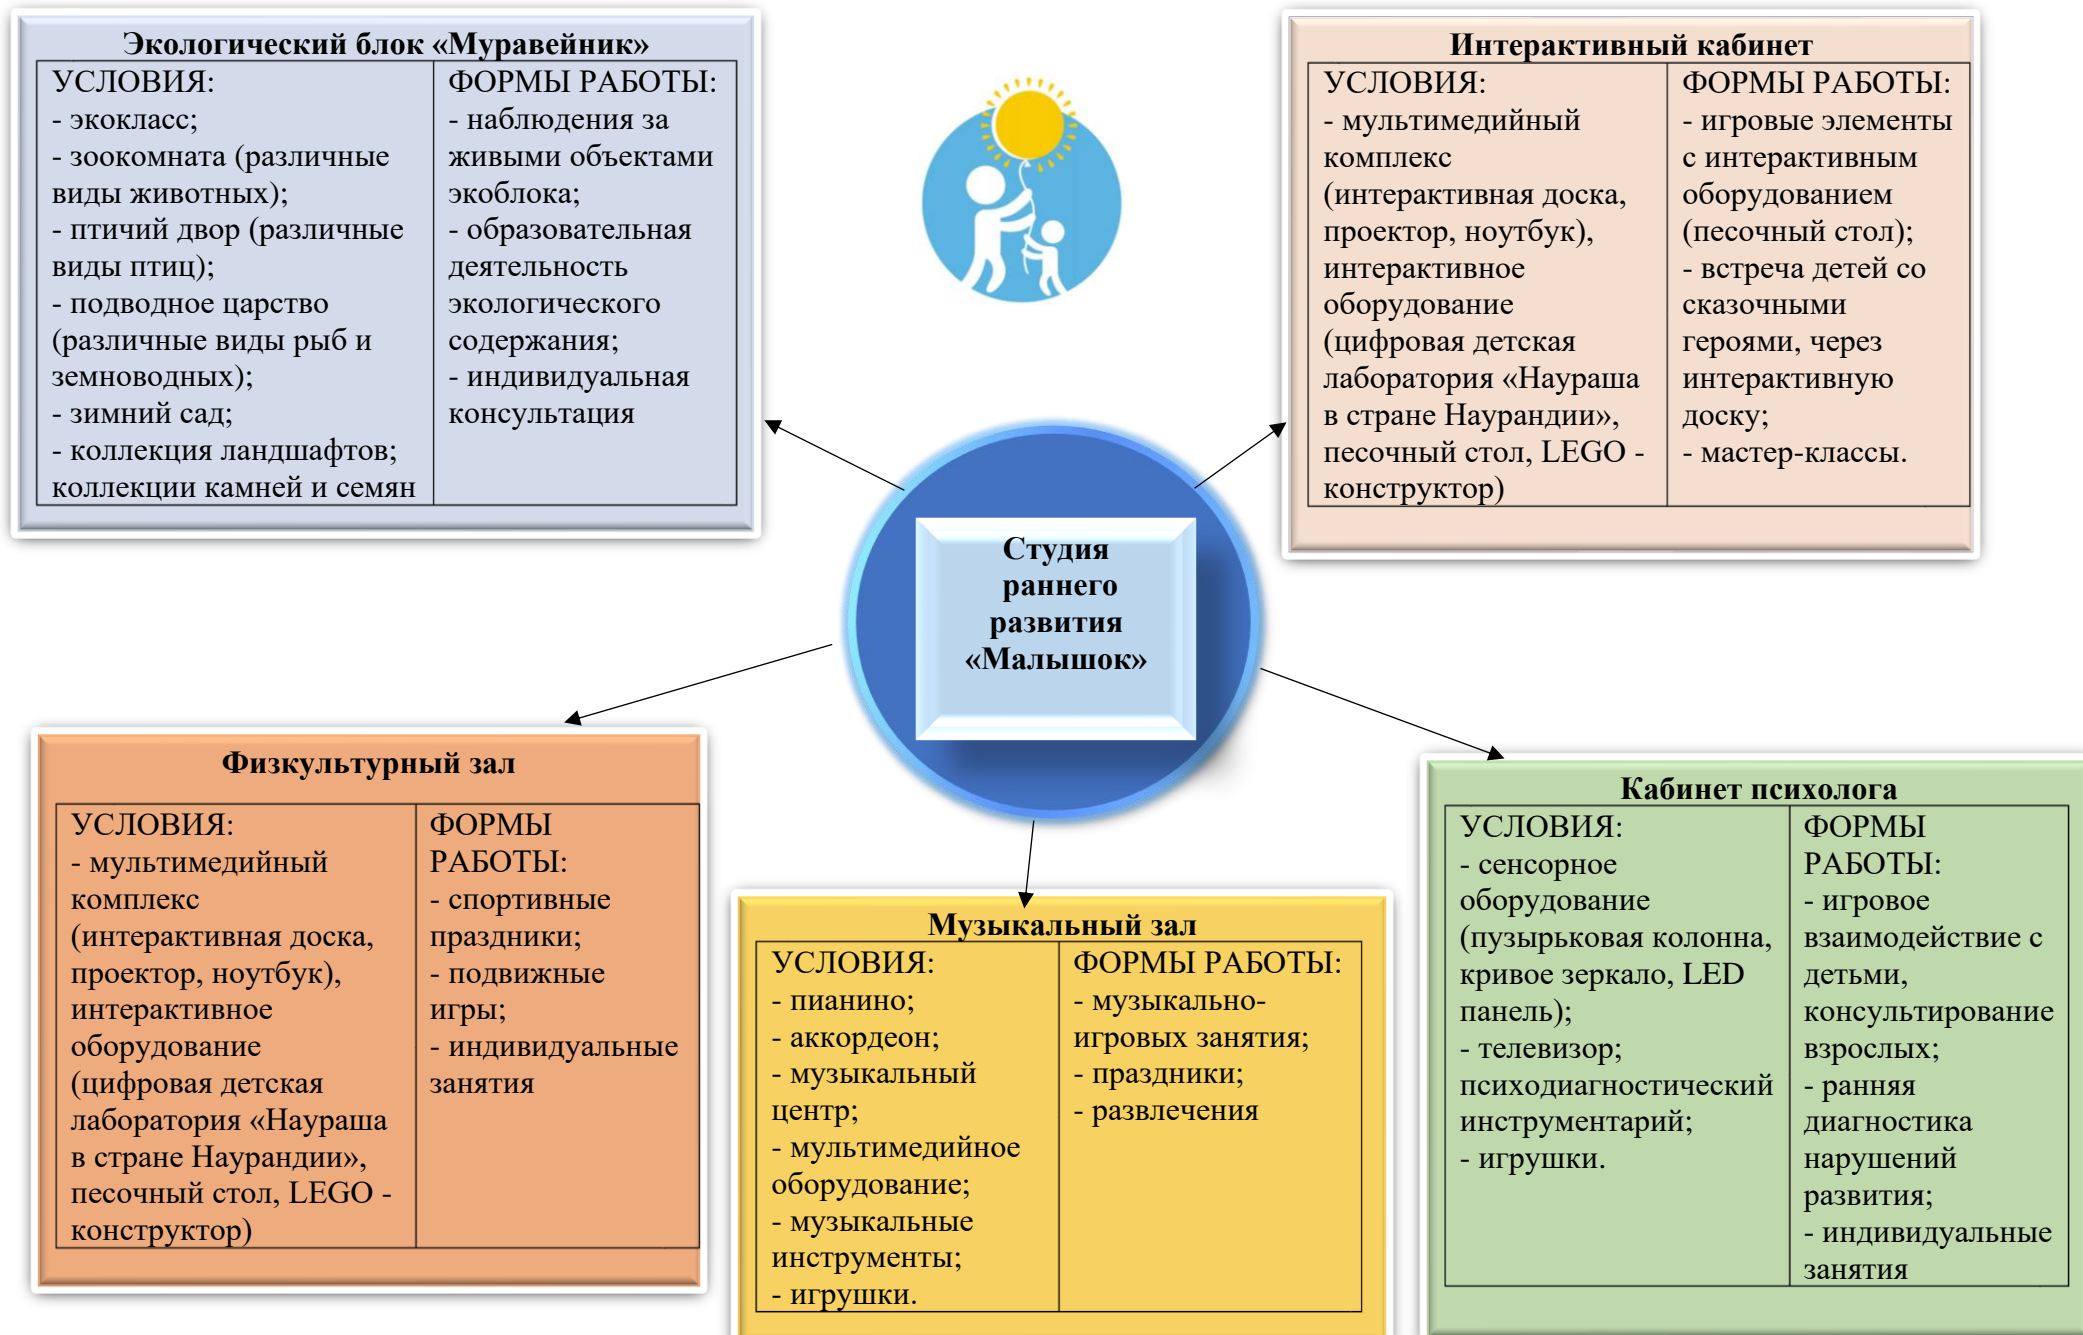 Экологический блок «Муравейник»
УСЛОВИЯ:
- экокласс;
- зоокомната (различные
виды животных);
- птичий двор (различные
виды птиц);
- подводное царство
(различные виды рыб и
земноводных);
- зимний сад;
- коллекция ландшафтов;
коллекции камней и семян
ФОРМЫ РАБОТЫ:
- наблюдения за
живыми объектами
экоблока;
- образовательная
деятельность
экологического
содержания;
- индивидуальная
консультация
Интерактивный кабинет
УСЛОВИЯ:
- мультимедийный
комплекс
(интерактивная доска,
проектор, ноутбук),
интерактивное
оборудование
(цифровая детская
лаборатория «Наураша
в стране Наурандии»,
песочный стол, LEGO -
конструктор)
ФОРМЫ РАБОТЫ:
- игровые элементы
с интерактивным
оборудованием
(песочный стол);
- встреча детей со
сказочными
героями, через
интерактивную
доску;
- мастер-классы.
Студия
раннего
развития
«Малышок»
Физкультурный зал
УСЛОВИЯ:
- мультимедийный
комплекс
(интерактивная доска,
проектор, ноутбук),
интерактивное
оборудование
(цифровая детская
лаборатория «Наураша
в стране Наурандии»,
песочный стол, LEGO -
конструктор)
ФОРМЫ
РАБОТЫ:
- спортивные
праздники;
- подвижные
игры;
- индивидуальные
занятия
Музыкальный зал
УСЛОВИЯ:
- пианино;
- аккордеон;
- музыкальный
центр;
- мультимедийное
оборудование;
- музыкальные
инструменты;
- игрушки.
ФОРМЫ РАБОТЫ:
- музыкально-
игровых занятия;
- праздники;
- развлечения
Кабинет психолога
УСЛОВИЯ:
- сенсорное
оборудование
(пузырьковая колонна,
кривое зеркало, LED
панель);
- телевизор;
психодиагностический
инструментарий;
- игрушки.
ФОРМЫ
РАБОТЫ:
- игровое
взаимодействие с
детьми,
консультирование
взрослых;
- ранняя
диагностика
нарушений
развития;
- индивидуальные
занятия